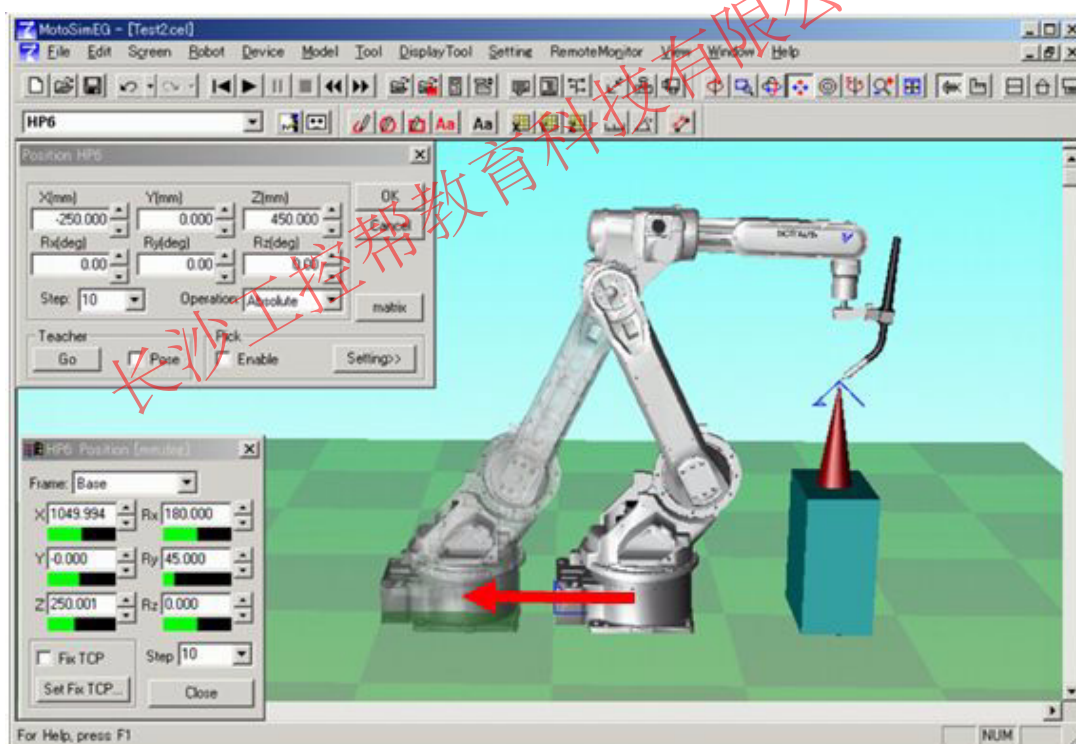 MotoSimEG - [Test2.cel]
File Edit Screen Robot Device Model Tool DisplayTool Setting RemoteMonitor View Window Help
HP6
Aa Aa
Position HP6
X(mm) Y(mm) Z(mm) OK
-250.000 0.000 450.000 Cancel
Rx(deg) Ry(deg) Rz(deg)
0.00 0.00 0.00
Step: 10 Operation: Absolute matrix
Teacher Pick
Go Pose Enable Setting>>
长沙工控帮教育科技有限公
HP6 Position
Frame: Base
X 1049.994 Rx 180.000
Y -0.000 Ry 45.000
Z 250.001 Rz 0.000
Fix TCP Step 10
Set Fix TCP... Close
For Help, press F1 NUM